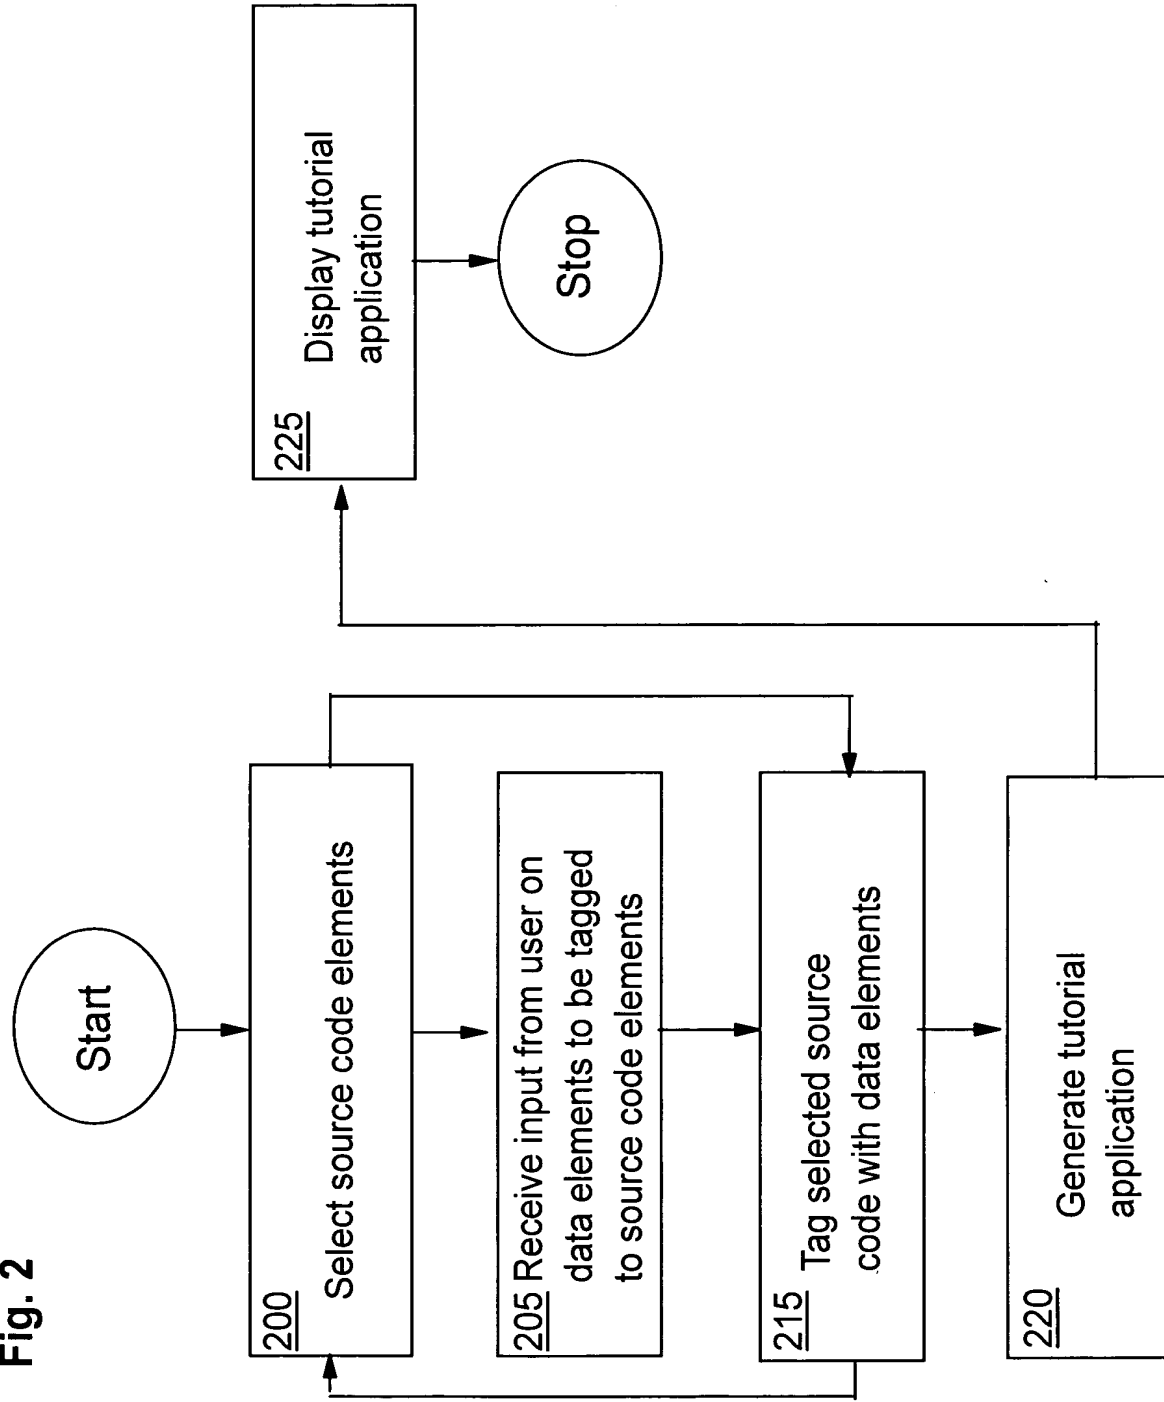 Fig. 2
Start
200
Select source code elements
205 Receive input from user on
data elements to be tagged
to source code elements
215
Tag selected source
code with data elements
220
Generate tutorial
application
225
Display tutorial
application
Stop